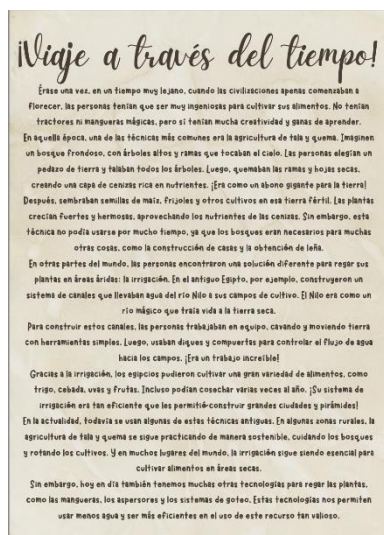 ¡Viaje a través del tiempo!
Érase una vez, en un tiempo muy lejano, cuando las civilizaciones apenas comenzaban a
florecer, las personas tenían que ser muy ingeniosas para cultivar sus alimentos. No tenían
tractores ni mangueras mágicas, pero sí tenían mucha creatividad y ganas de aprender.
En aquella época, una de las técnicas más comunes era la agricultura de tala y quema. Imaginen
un bosque frondoso, con árboles altos y ramas que tocaban el cielo. Las personas elegían un
pedazo de tierra y talaban todos los árboles. Luego, quemaban las ramas y hojas secas,
creando una capa de cenizas rica en nutrientes. ¡Era como un abono gigante para la tierra!
Después, sembraban semillas de maíz, frijoles y otros cultivos en esa tierra fértil. Las plantas
crecían fuertes y hermosas, aprovechando los nutrientes de las cenizas. Sin embargo, esta
técnica no podía usarse por mucho tiempo, ya que los bosques eran necesarios para muchas
otras cosas, como la construcción de casas y la obtención de leña.
En otras partes del mundo, las personas encontraron una solución diferente para regar sus
plantas en áreas áridas: la irrigación. En el antiguo Egipto, por ejemplo, construyeron un
sistema de canales que llevaban agua del río Nilo a sus campos de cultivo. El Nilo era como un
río mágico que traía vida a la tierra seca.
Para construir estos canales, las personas trabajaban en equipo, cavando y moviendo tierra
con herramientas simples. Luego, usaban diques y compuertas para controlar el flujo de agua
hacia los campos. ¡Era un trabajo increíble!
Gracias a la irrigación, los egipcios pudieron cultivar una gran variedad de alimentos, como
trigo, cebada, uvas y frutas. Incluso podían cosechar varias veces al año. ¡Su sistema de
irrigación era tan eficiente que les permitió construir grandes ciudades y pirámides!
En la actualidad, todavía se usan algunas de estas técnicas antiguas. En algunas zonas rurales, la
agricultura de tala y quema se sigue practicando de manera sostenible, cuidando los bosques
y rotando los cultivos. Y en muchos lugares del mundo, la irrigación sigue siendo esencial para
cultivar alimentos en áreas secas.
Sin embargo, hoy en día también tenemos muchas otras tecnologías para regar las plantas,
como las mangueras, los aspersores y los sistemas de goteo. Estas tecnologías nos permiten
usar menos agua y ser más eficientes en el uso de este recurso tan valioso.